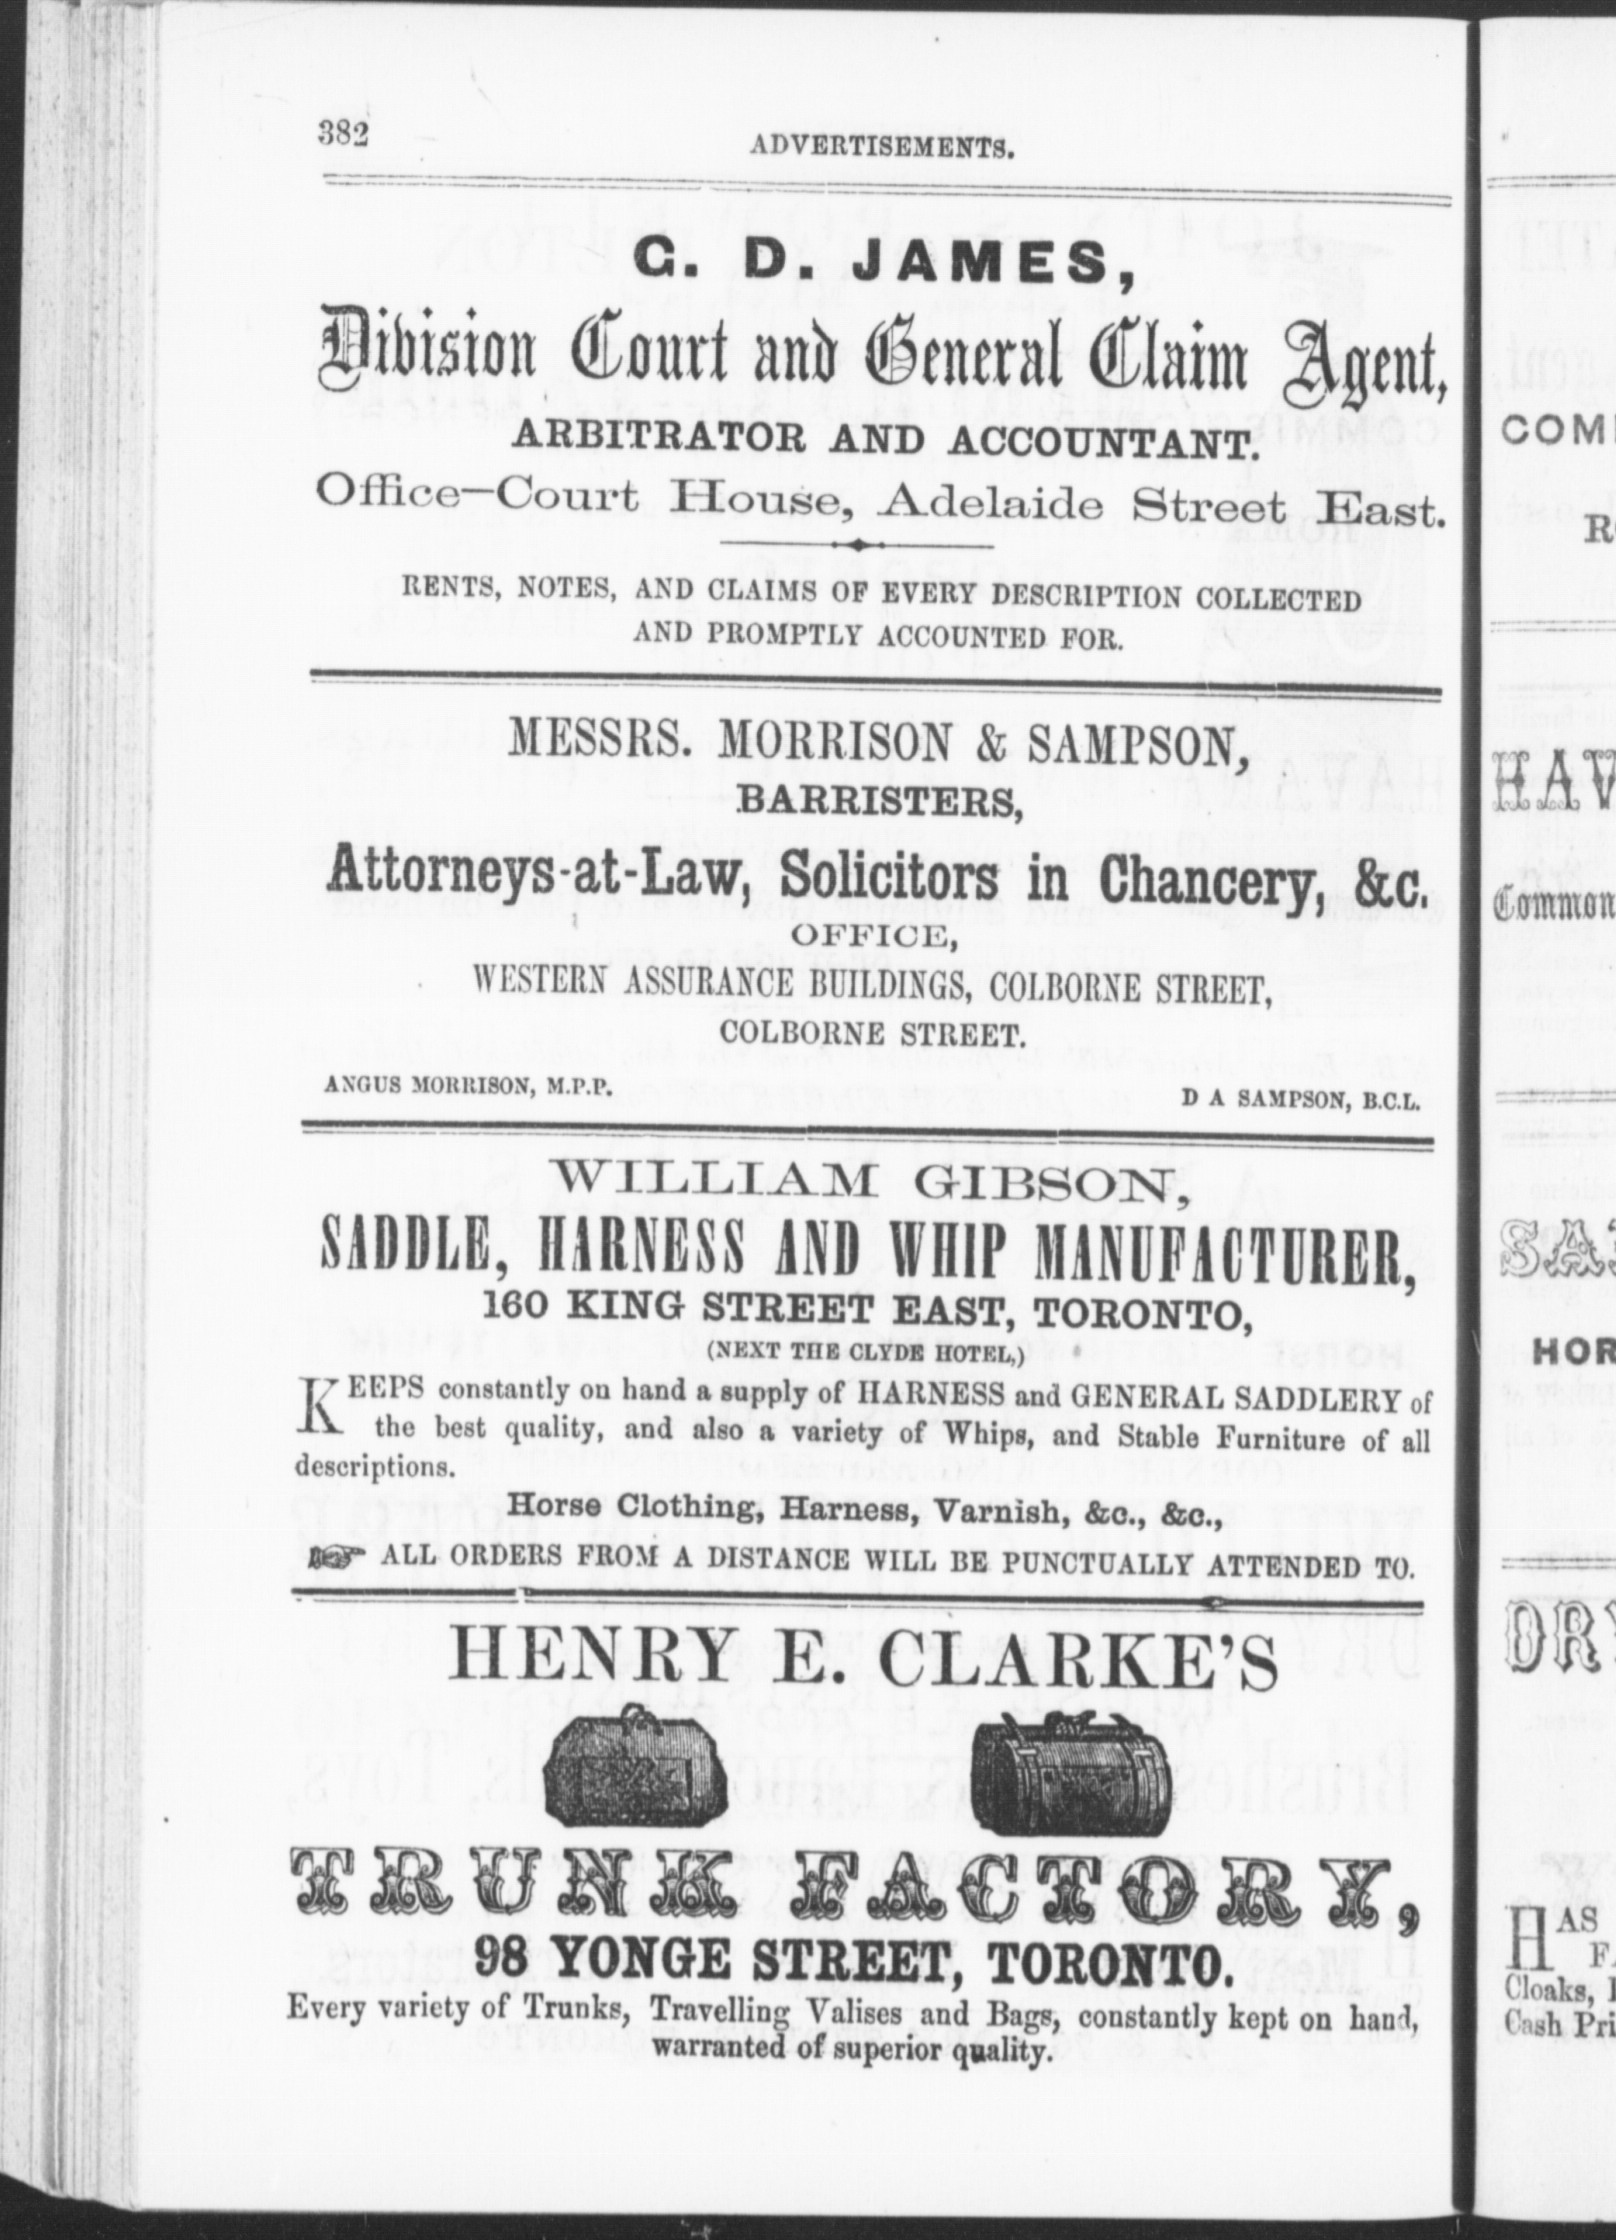 382
ADVERTISEMENTS.
G. D. JAMES,
Division Court and General Claim Agent,
ARBITRATOR AND ACCOUNTANT.
Office—Court House, Adelaide Street East.
RENTS, NOTES, AND CLAIMS OF EVERY DESCRIPTION COLLECTED
AND PROMPTLY ACCOUNTED FOR.
MESSRS. MORRISON & SAMPSON,
BARRISTERS,
Attorneys-at-Law, Solicitors in Chancery, &c.
OFFICE,
WESTERN ASSURANCE BUILDINGS, COLBORNE STREET,
COLBORNE STREET.
ANGUS MORRISON, M.P.P.
D A SAMPSON, B.C.L.
WILLIAM GIBSON,
SADDLE, HARNESS AND WHIP MANUFACTURER,
160 KING STREET EAST, TORONTO,
(NEXT THE CLYDE HOTEL,)
KEEPS constantly on hand a supply of HARNESS and GENERAL SADDLERY of
the best quality, and also a variety of Whips, and Stable Furniture of all
descriptions.
Horse Clothing, Harness, Varnish, &c., &c.,
☞ ALL ORDERS FROM A DISTANCE WILL BE PUNCTUALLY ATTENDED TO.
HENRY E. CLARKE'S
TRUNK FACTORY,
98 YONGE STREET, TORONTO.
Every variety of Trunks, Travelling Valises and Bags, constantly kept on hand,
warranted of superior quality.
COM
HAV
Common
HOR
DRY
HAS
Cloaks,
Cash Pri